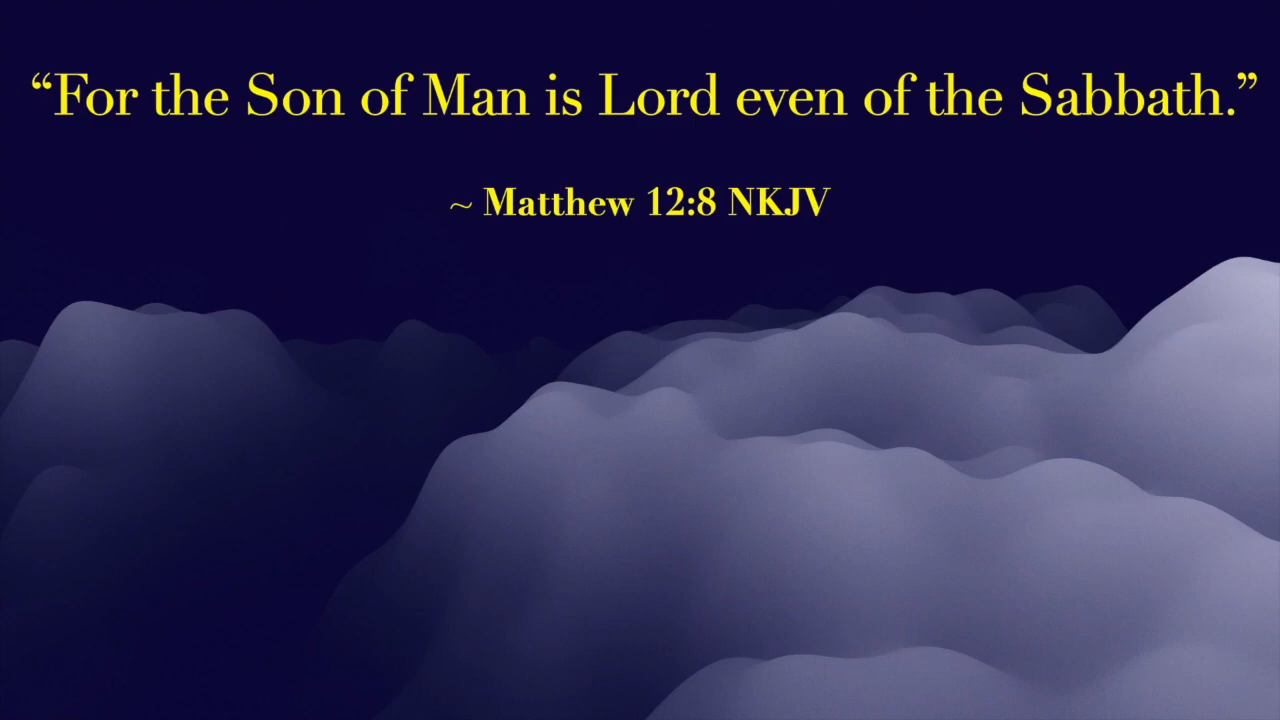 “For the Son of Man is Lord even of the Sabbath.”
~ Matthew 12:8 NKJV